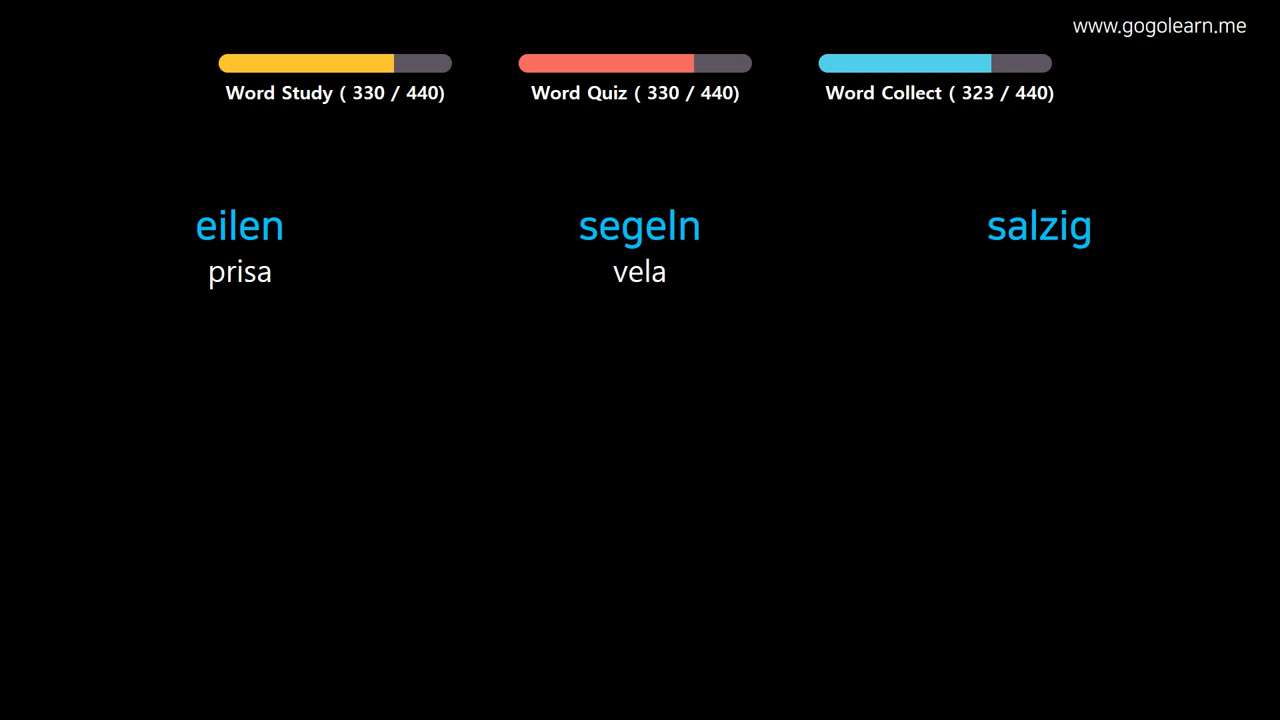 www.gogolearn.me
Word Study ( 330 / 440)
Word Quiz ( 330 / 440)
Word Collect ( 323 / 440)
eilen
segeln
salzig
prisa
vela